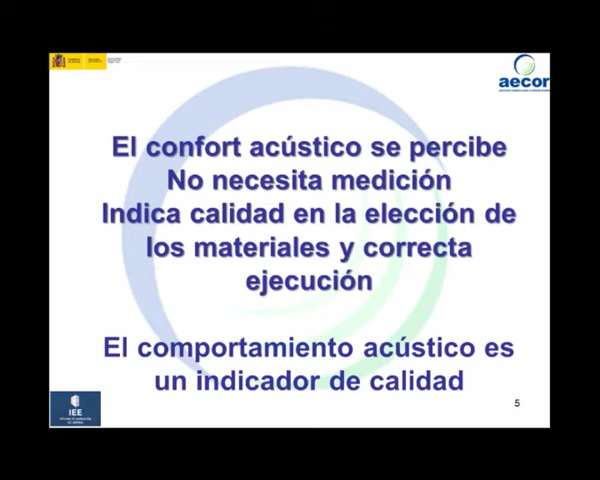 aecor
El confort acústico se percibe
No necesita medición
Indica calidad en la elección de
los materiales y correcta
ejecución
El comportamiento acústico es
un indicador de calidad
IEE
5